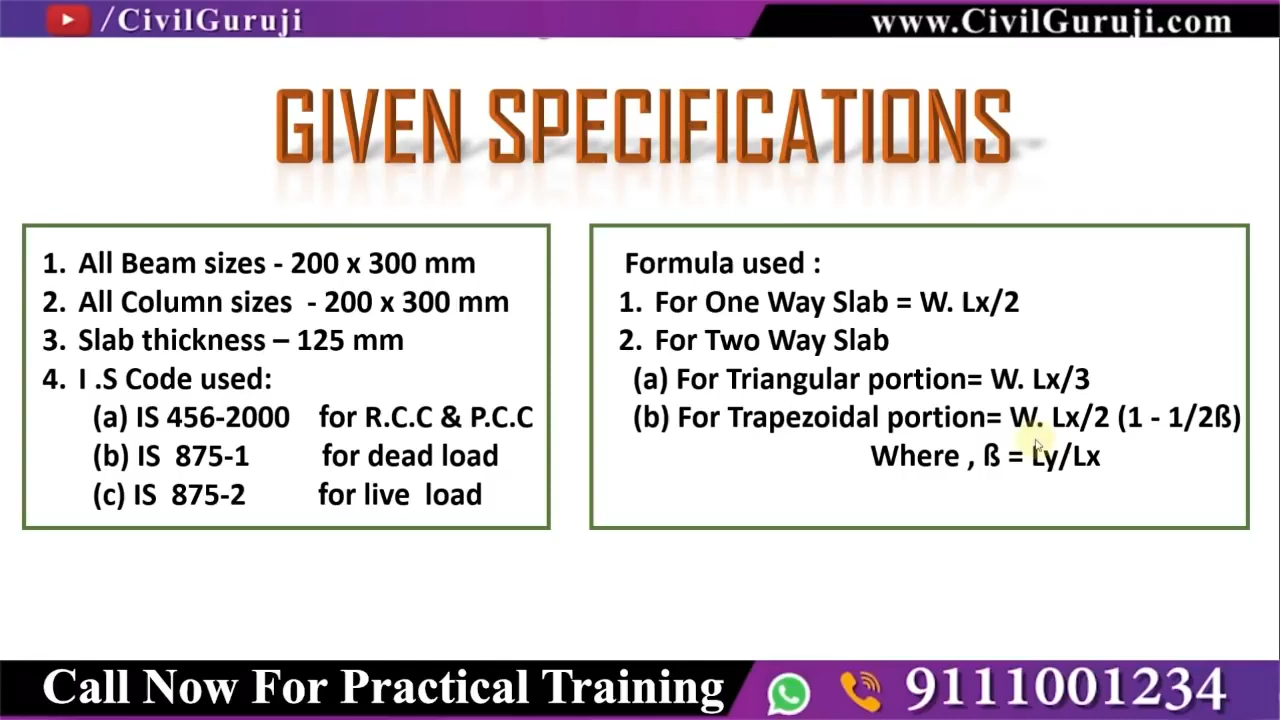 /CivilGuruji
www.CivilGuruji.com
GIVEN SPECIFICATIONS
1. All Beam sizes - 200 x 300 mm
2. All Column sizes - 200 x 300 mm
3. Slab thickness – 125 mm
4. I .S Code used:
(a) IS 456-2000 for R.C.C & P.C.C
(b) IS 875-1 for dead load
(c) IS 875-2 for live load
Formula used :
1. For One Way Slab = W. Lx/2
2. For Two Way Slab
(a) For Triangular portion= W. Lx/3
(b) For Trapezoidal portion= W. Lx/2 (1 - 1/2ß)
Where , ß = Ly/Lx
Call Now For Practical Training
9111001234